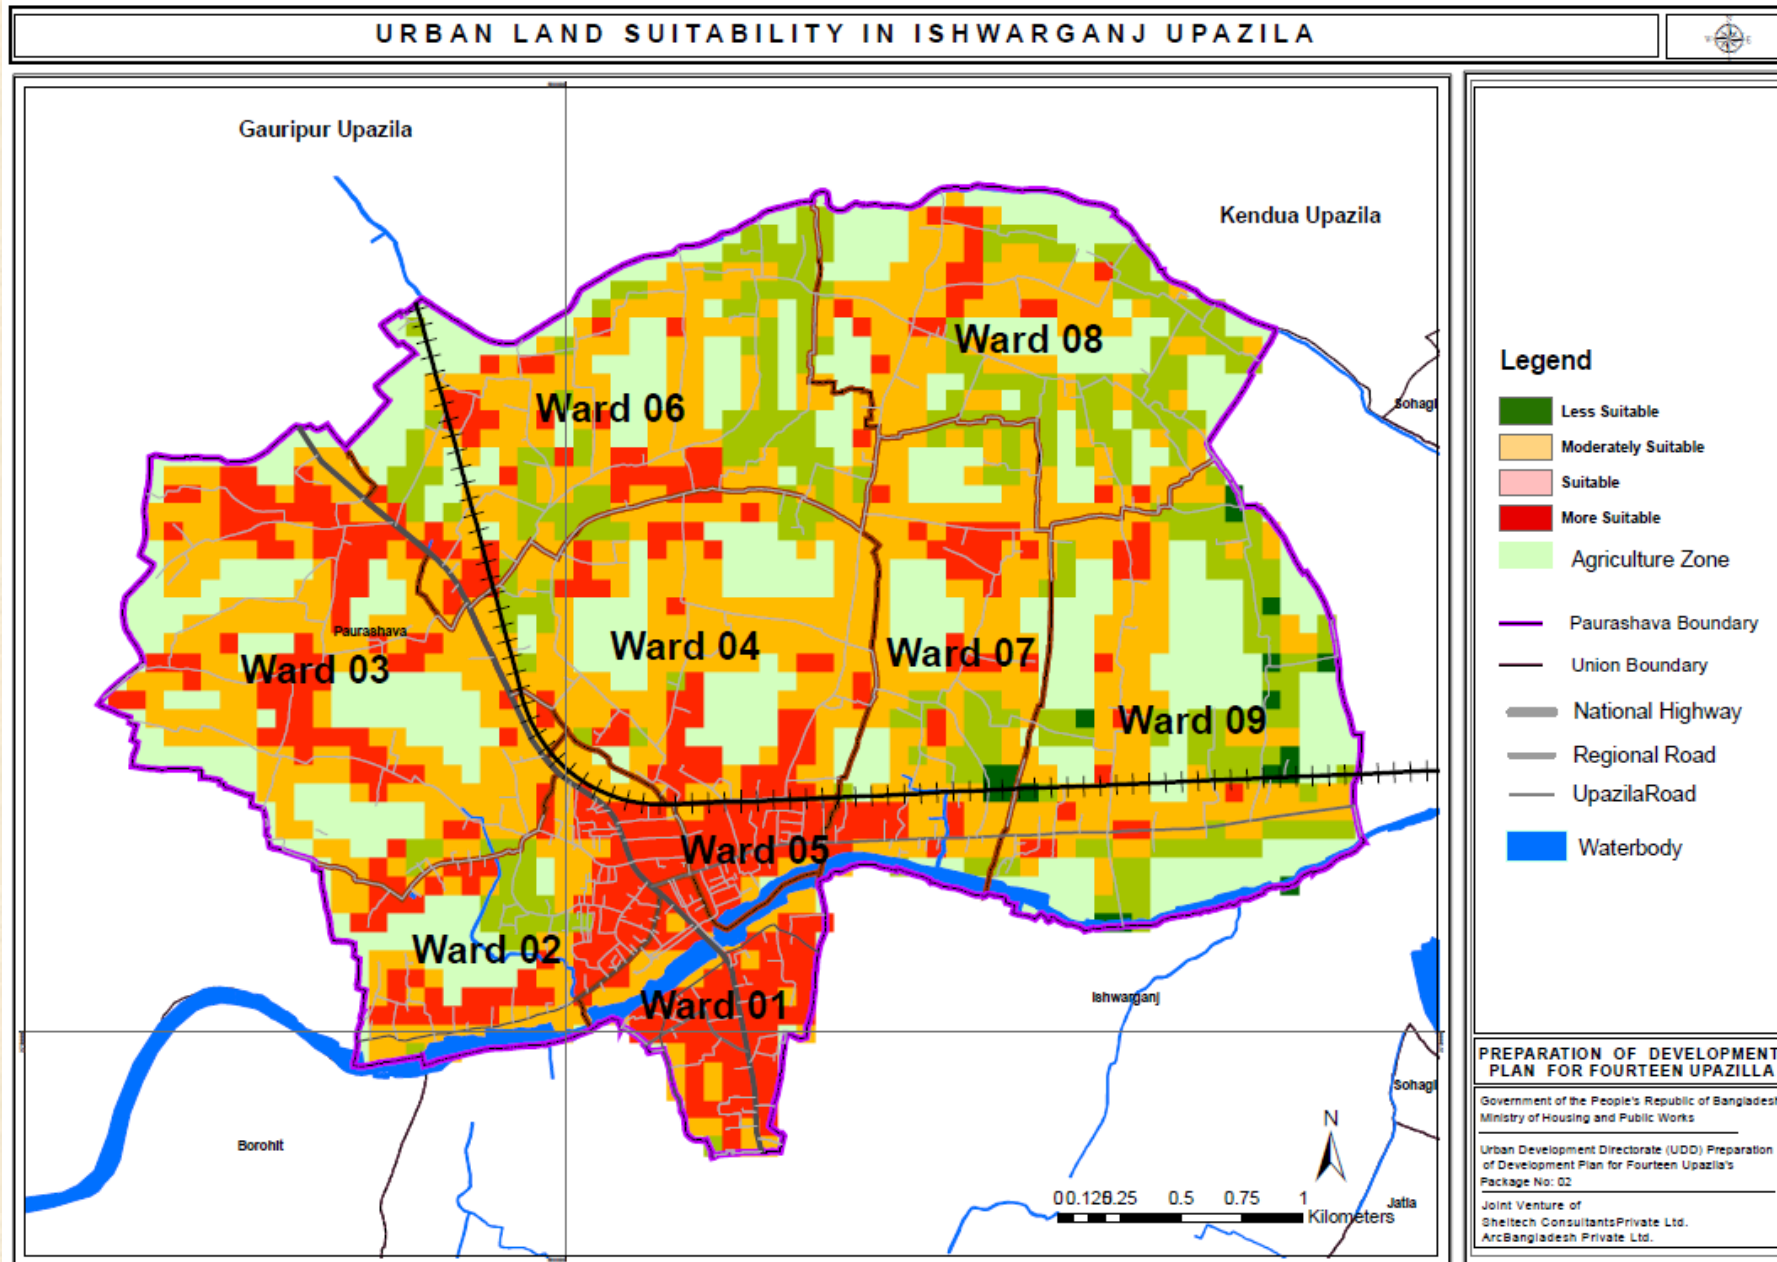 URBAN LAND SUITABILITY IN ISHWARGANJ UPAZILA
Gauripur Upazila
Kendua Upazila
Ward 08
Ward 06
Sohagi
Paurashava
Ward 03
Ward 04
Ward 07
Ward 09
Ward 05
Ward 02
Ward 01
Ishwarganj
Borohit
Sohagi
Jatia
N
0 0.125 0.25 0.5 0.75 1
Kilometers
Legend
Less Suitable
Moderately Suitable
Suitable
More Suitable
Agriculture Zone
Paurashava Boundary
Union Boundary
National Highway
Regional Road
UpazilaRoad
Waterbody
PREPARATION OF DEVELOPMENT
PLAN FOR FOURTEEN UPAZILLA
Government of the People's Republic of Bangladesh
Ministry of Housing and Public Works
Urban Development Directorate (UDD) Preparation
of Development Plan for Fourteen Upazila's
Package No: 02
Joint Venture of
Sheltech ConsultantsPrivate Ltd.
ArcBangladesh Private Ltd.